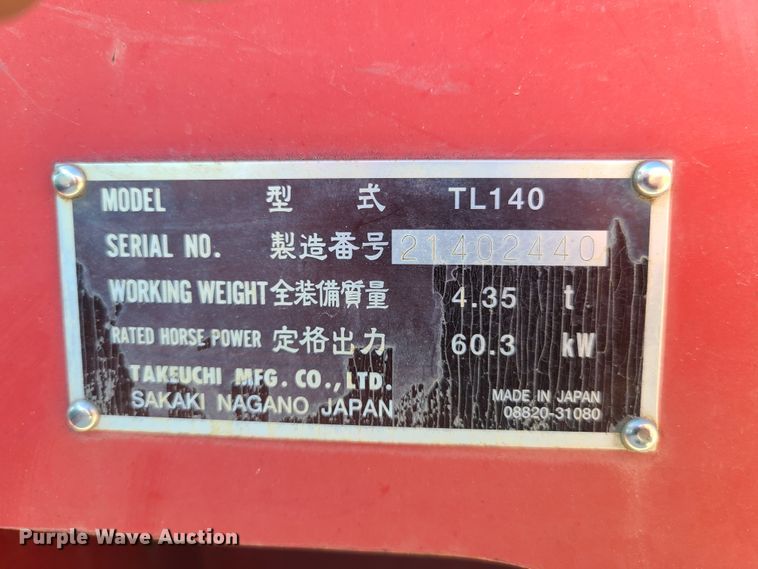 MODEL 型式 TL140
SERIAL NO. 製造番号 21402440
WORKING WEIGHT 全装備質量 4.35 t
RATED HORSE POWER 定格出力 60.3 kW
TAKEUCHI MFG. CO., LTD.
SAKAKI NAGANO JAPAN
MADE IN JAPAN
08820-31080
Purple Wave Auction